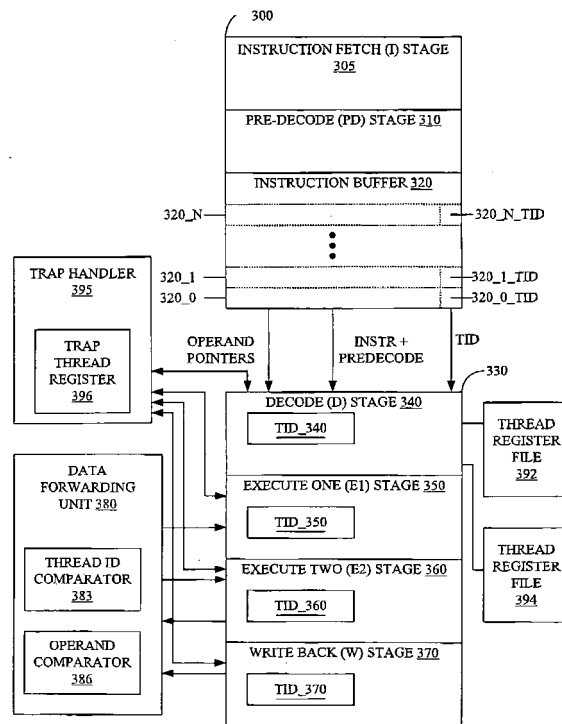 300
INSTRUCTION FETCH (I) STAGE
305
PRE-DECODE (PD) STAGE 310
INSTRUCTION BUFFER 320
320_N
320_N_TID
320_1
320_1_TID
320_0
320_0_TID
TRAP HANDLER
395
TRAP
THREAD
REGISTER
396
OPERAND
POINTERS
INSTR +
PREDECODE
TID
330
DECODE (D) STAGE 340
TID_340
THREAD
REGISTER
FILE
392
DATA
FORWARDING
UNIT 380
EXECUTE ONE (E1) STAGE 350
TID_350
THREAD
REGISTER
FILE
394
THREAD ID
COMPARATOR
383
EXECUTE TWO (E2) STAGE 360
TID_360
OPERAND
COMPARATOR
386
WRITE BACK (W) STAGE 370
TID_370